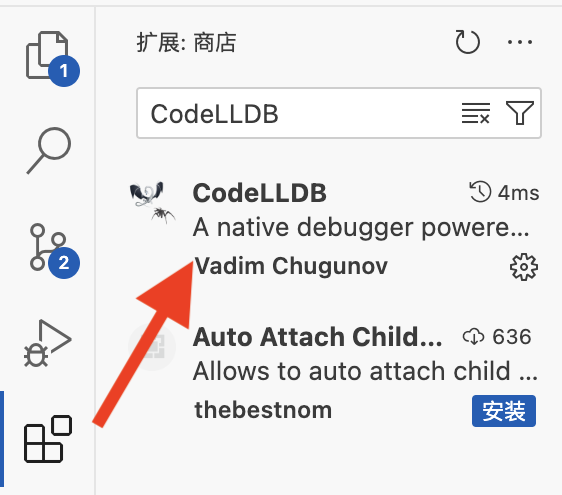 扩展: 商店
1
CodeLLDB
CodeLLDB 4ms
A native debugger powere...
Vadim Chugunov
2
Auto Attach Child... 636
Allows to auto attach child ...
thebestnom 安装